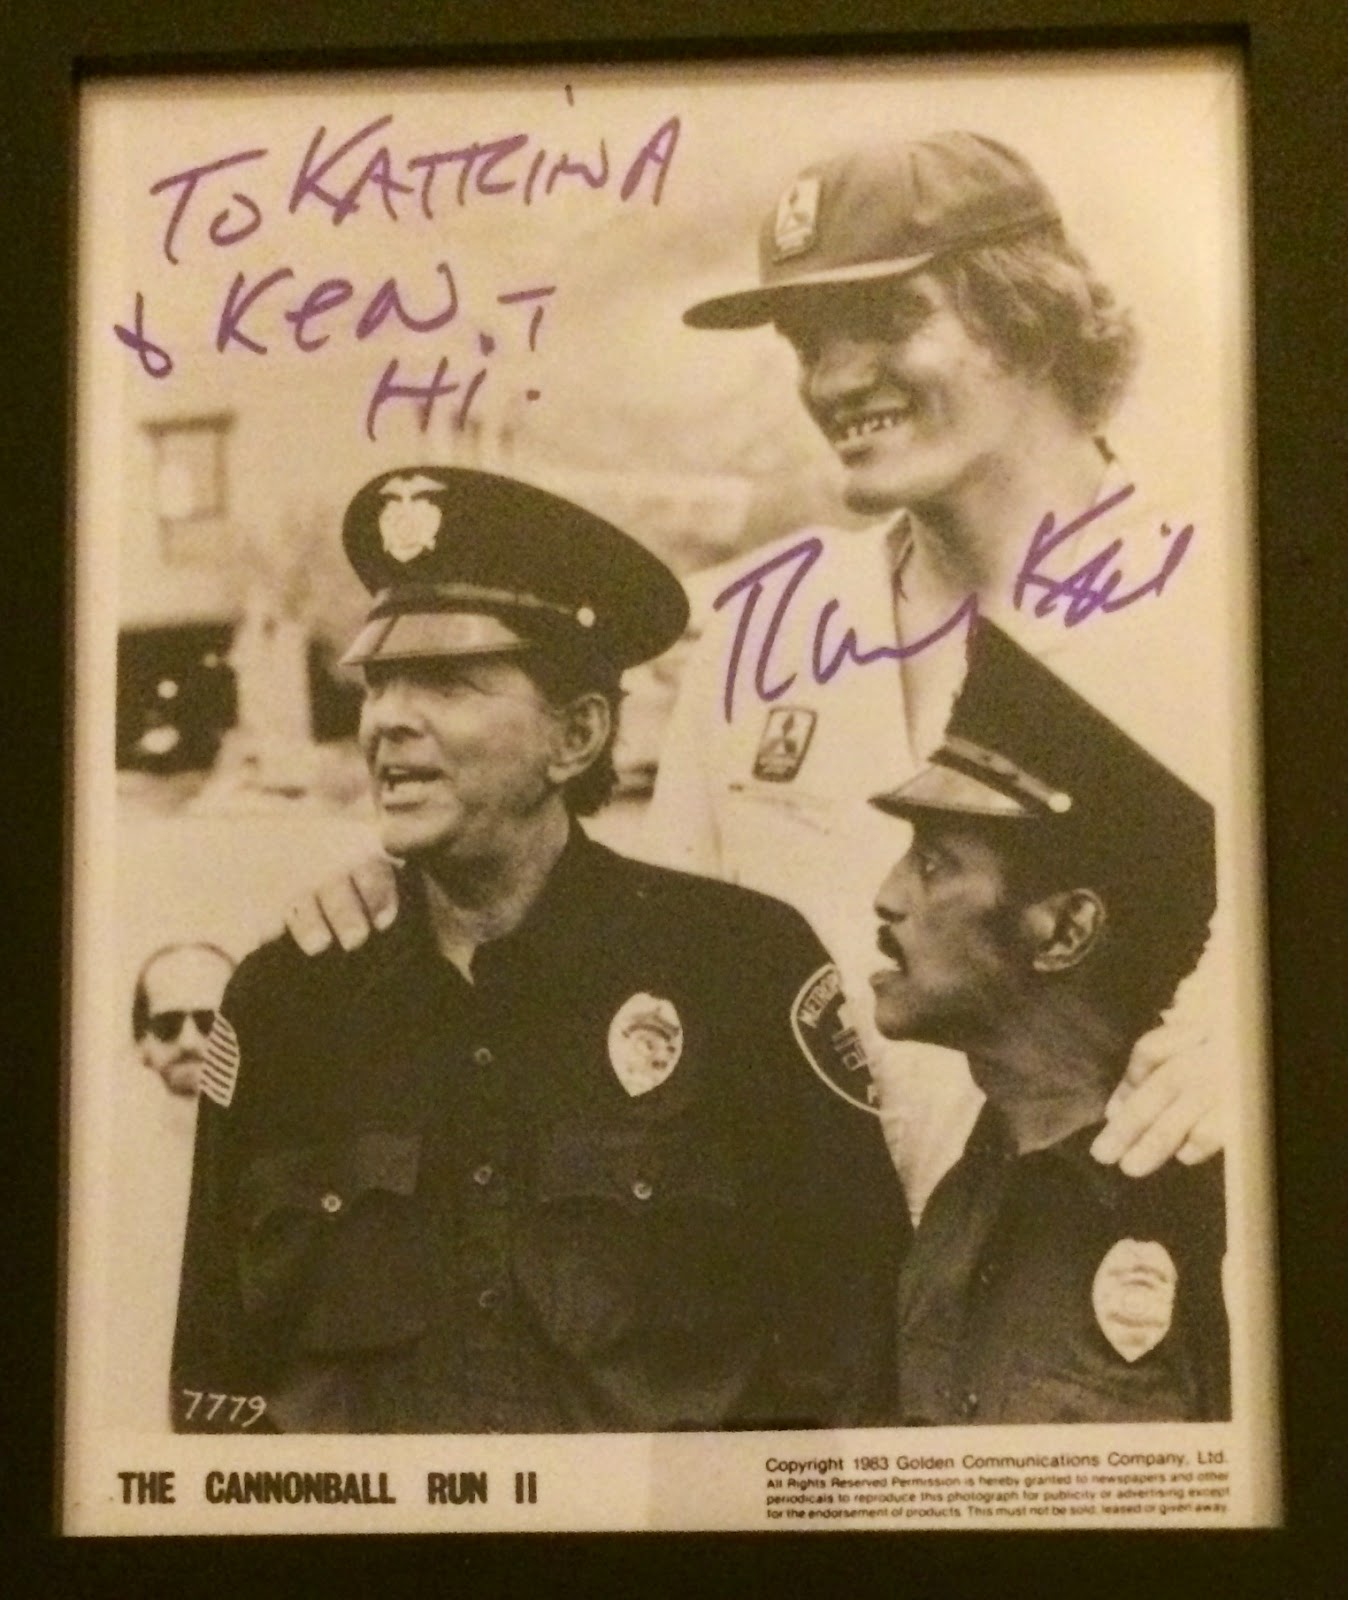 TO KATRINA
& KEN.
HI!
METROPO
7779
THE CANNONBALL RUN II
Copyright 1983 Golden Communications Company, Ltd.
All Rights Reserved Permission is hereby granted to newspapers and other
periodicals to reproduce this photograph for publicity or advertising except
for the endorsement of products. This must not be sold, leased or given away.